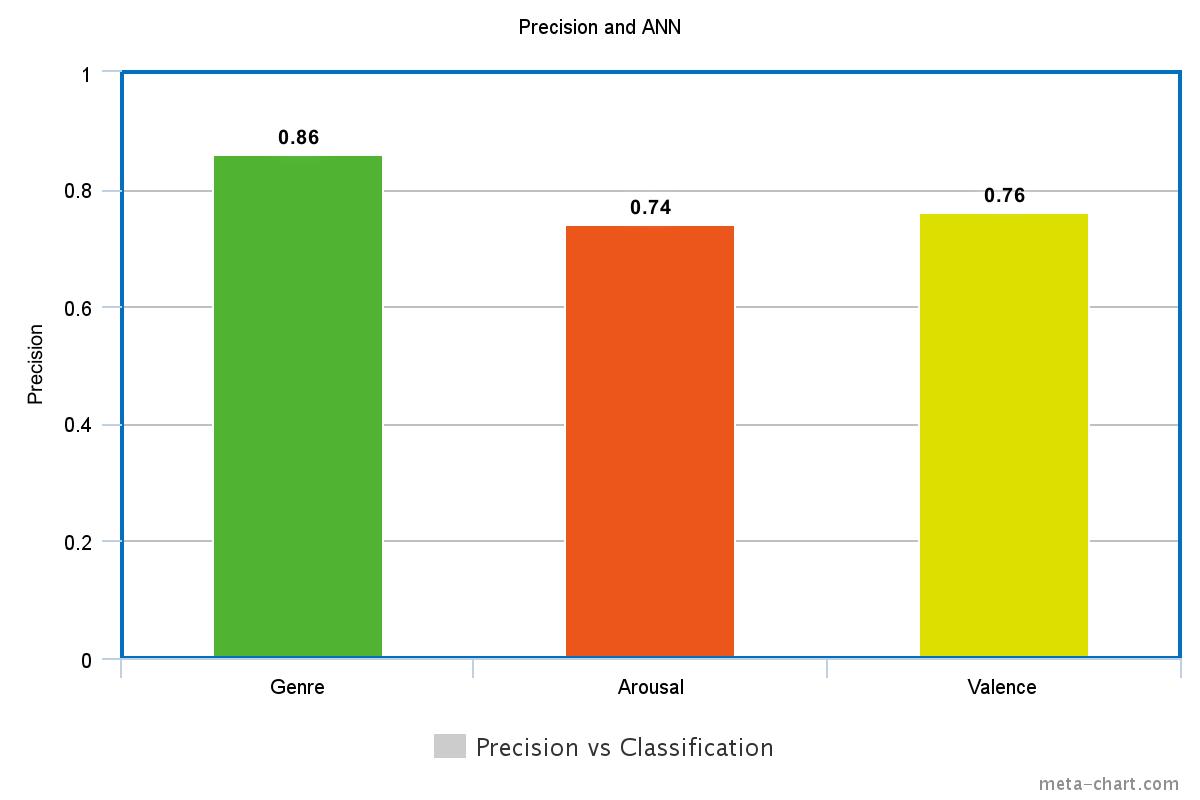 Precision and ANN
1
0.86
0.8
0.74
0.76
0.6
Precision
0.4
0.2
0
Genre
Arousal
Valence
Precision vs Classification
meta-chart.com